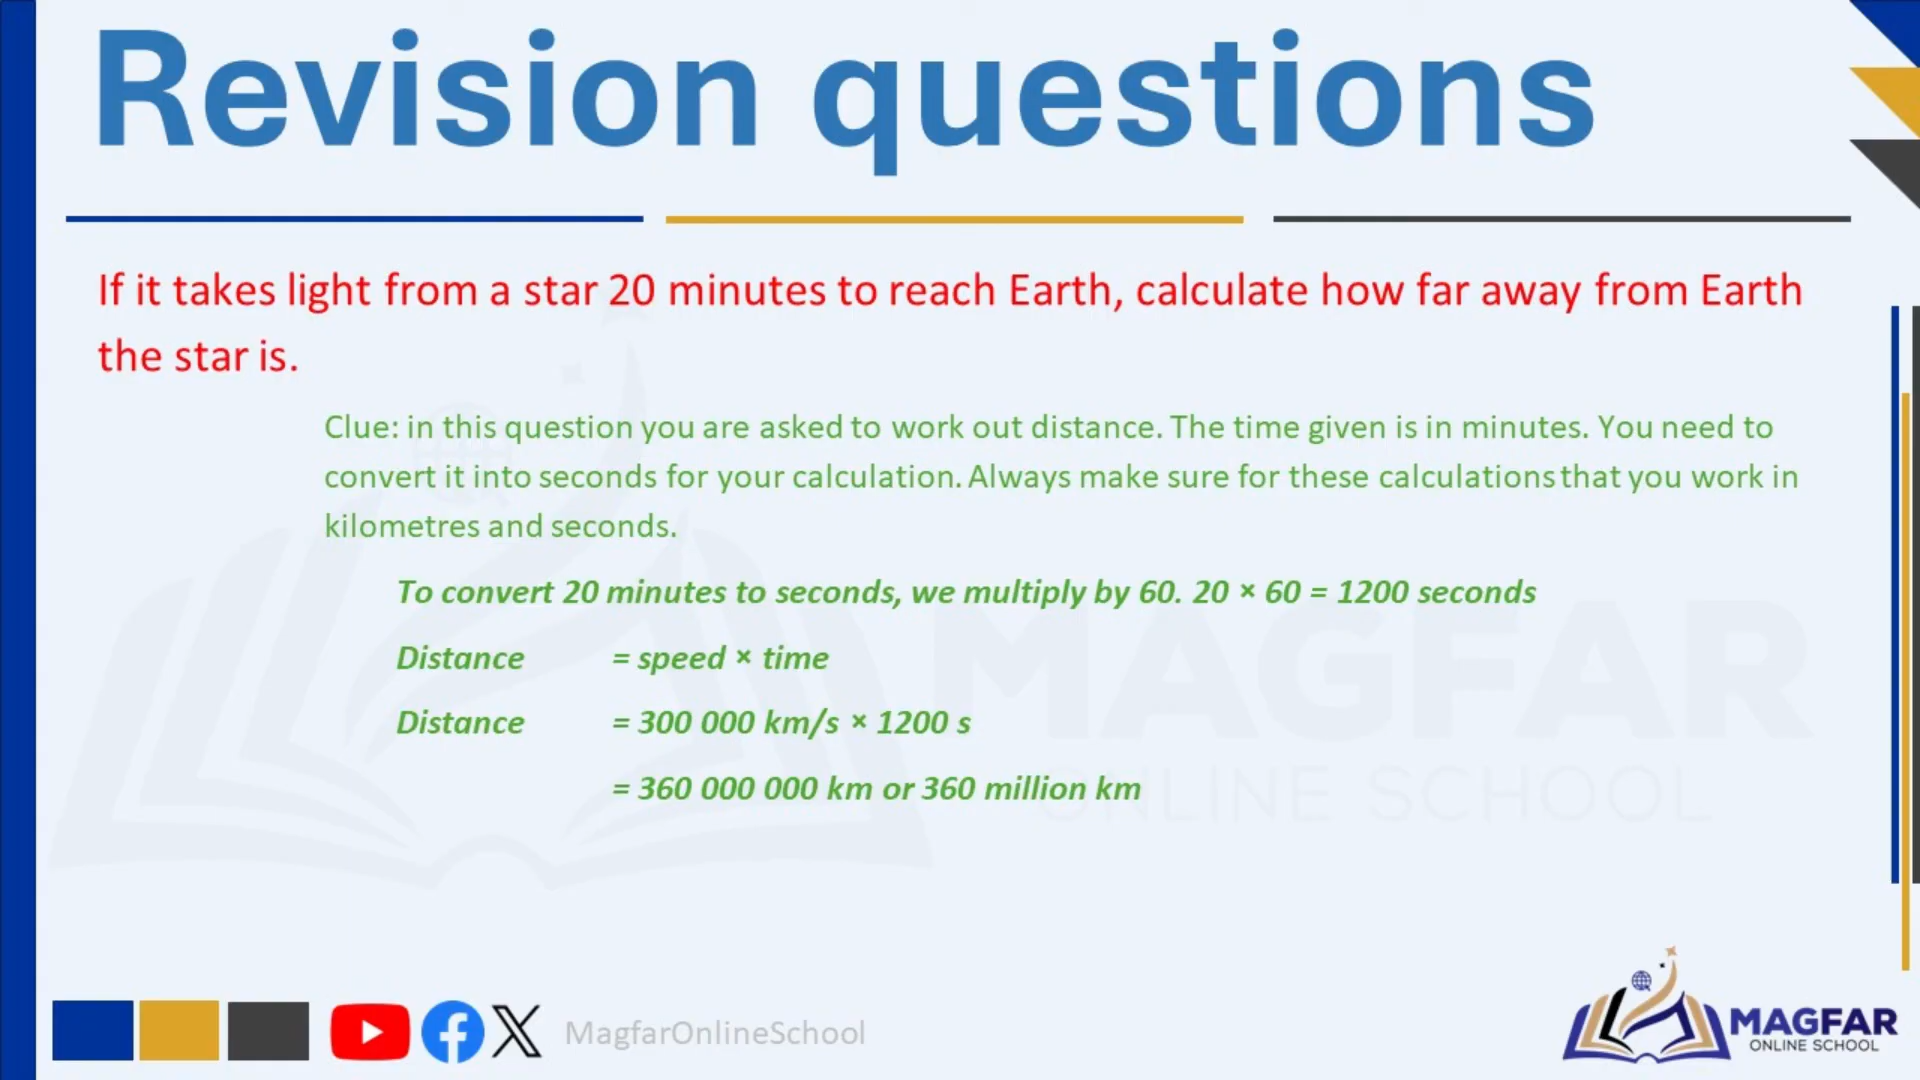 Revision questions
If it takes light from a star 20 minutes to reach Earth, calculate how far away from Earth
the star is.
Clue: in this question you are asked to work out distance. The time given is in minutes. You need to
convert it into seconds for your calculation. Always make sure for these calculations that you work in
kilometres and seconds.
To convert 20 minutes to seconds, we multiply by 60. 20 × 60 = 1200 seconds
Distance = speed × time
Distance = 300 000 km/s × 1200 s
= 360 000 000 km or 360 million km
MAGFAR
ONLINE SCHOOL
MagfarOnlineSchool
MAGFAR
ONLINE SCHOOL